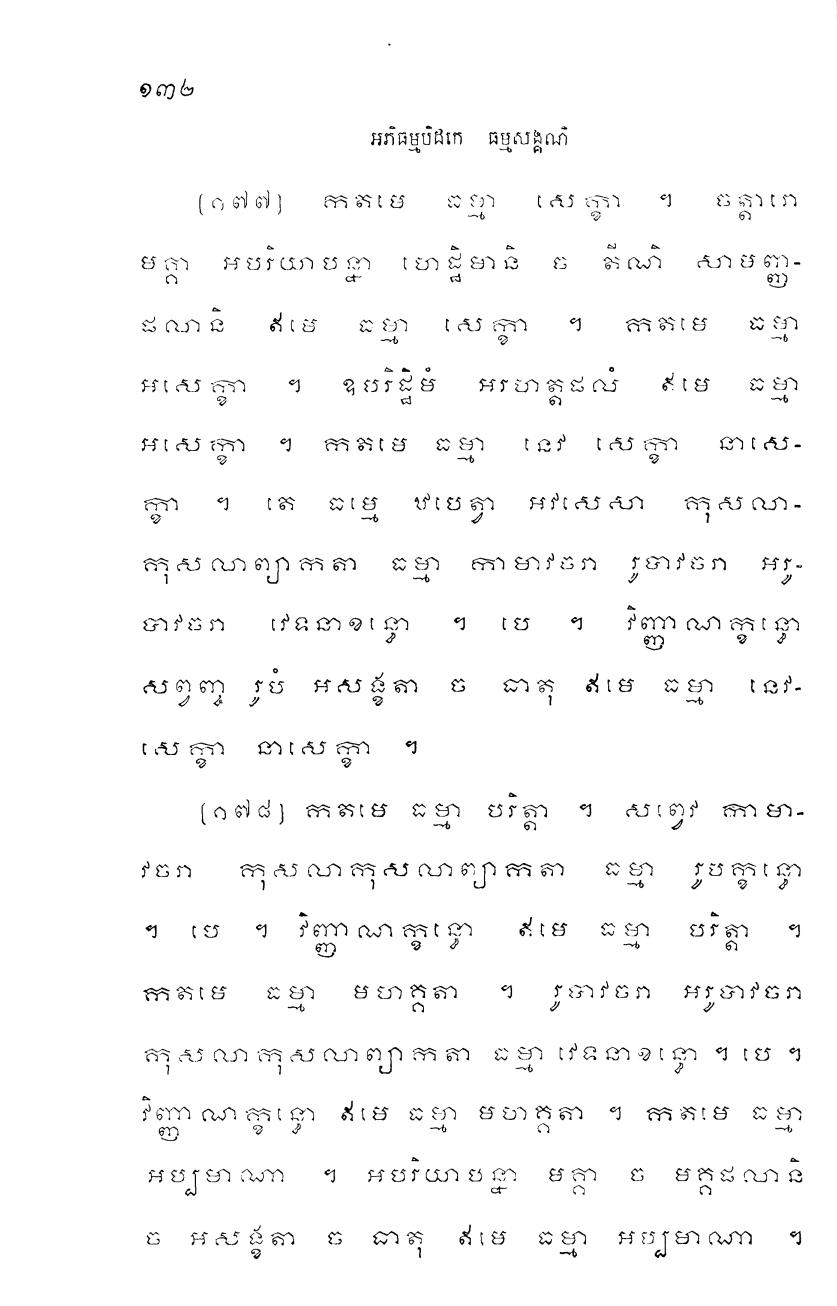 ១៣២
អភិធម្មបិដកេ ធម្មសង្គណី
(១៧៧) កតមេ ធម្មា សេក្ខា ។ ចត្តារោ
មគ្គា អបរិយាបន្នា ហេដ្ឋិមានិ ច តីណិ សាមញ្ញ-
ផលានិ ឥមេ ធម្មា សេក្ខា ។ កតមេ ធម្មា
អសេក្ខា ។ ឧបរិដ្ឋិមំ អរហត្តផលំ ឥមេ ធម្មា
អសេក្ខា ។ កតមេ ធម្មា នេវ សេក្ខា នាសេ-
ក្ខា ។ តេ ធម្មេ ឋបេត្វា អវសេសា កុសលា-
កុសលាព្យាកតា ធម្មា កាមាវចរា រូបាវចរា អរូ-
បាវចរា វេទនាខន្ធោ ។ បេ ។ វិញ្ញាណក្ខន្ធោ
សព្វញ្ច រូបំ អសង្ខតា ច ធាតុ ឥមេ ធម្មា នេវ-
សេក្ខា នាសេក្ខា ។
(១៧៨) កតមេ ធម្មា បរិត្តា ។ សព្វេវ កាមា-
វចរា កុសលាកុសលាព្យាកតា ធម្មា រូបក្ខន្ធោ
។ បេ ។ វិញ្ញាណក្ខន្ធោ ឥមេ ធម្មា បរិត្តា ។
កតមេ ធម្មា មហគ្គតា ។ រូបាវចរា អរូបាវចរា
កុសលាកុសលាព្យាកតា ធម្មា វេទនាខន្ធោ ។ បេ ។
វិញ្ញាណក្ខន្ធោ ឥមេ ធម្មា មហគ្គតា ។ កតមេ ធម្មា
អប្បមាណា ។ អបរិយាបន្នា មគ្គា ច មគ្គផលានិ
ច អសង្ខតា ច ធាតុ ឥមេ ធម្មា អប្បមាណា ។